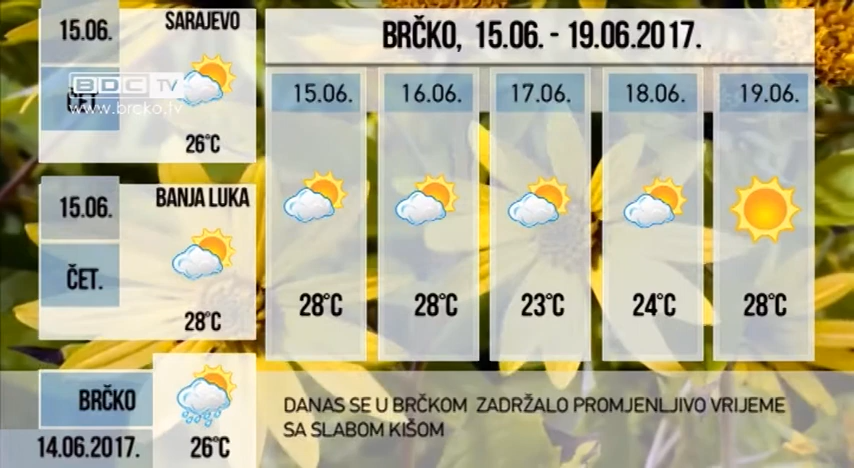 15.06.
SARAJEVO
BDC TV
ČET.
www.brcko.tv
26°C
15.06.
BANJA LUKA
ČET.
28°C
BRČKO
14.06.2017.
26°C
BRČKO, 15.06. - 19.06.2017.
15.06. 16.06. 17.06. 18.06. 19.06.
28°C 28°C 23°C 24°C 28°C
DANAS SE U BRČKOM ZADRŽALO PROMJENLJIVO VRIJEME
SA SLABOM KIŠOM